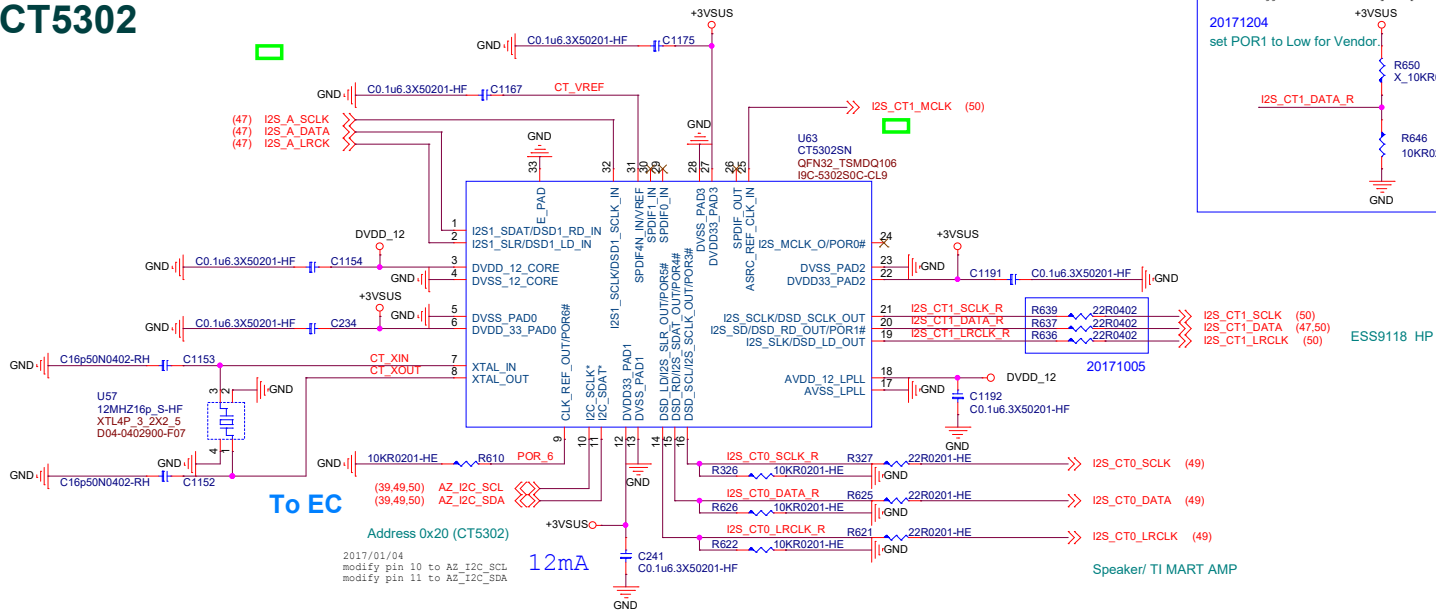 CT5302
+3VSUS
GND C0.1u6.3X50201-HF C1175
GND C0.1u6.3X50201-HF C1167 CT_VREF
(47) I2S_A_SCLK
(47) I2S_A_DATA
(47) I2S_A_LRCK
I2S_CT1_MCLK (50)
GND
GND
U63
CT5302SN
QFN32_TSMDQ106
I9C-5302S0C-CL9
20171204
set POR1 to Low for Vendor.
+3VSUS
R650
I2S_CT1_DATA_R
R646
GND
33 32 31 30 29 28 27 26 25
E_PAD
I2S1_SCLK/DSD1_SCLK_IN
SPDIF4N_IN/VREF
SPDIF1_IN
SPDIF0_IN
DVSS_PAD3
DVDD33_PAD3
SPDIF_OUT
ASRC_REF_CLK_IN
1 I2S1_SDAT/DSD1_RD_IN
2 I2S1_SLR/DSD1_LD_IN
DVDD_12
GND C0.1u6.3X50201-HF C1154 3 DVDD_12_CORE
GND 4 DVSS_12_CORE
+3VSUS
GND 5 DVSS_PAD0
GND C0.1u6.3X50201-HF C234 6 DVDD_33_PAD0
GND C16p50N0402-RH C1153 CT_XIN 7 XTAL_IN
CT_XOUT 8 XTAL_OUT
U57
12MHZ16p_S-HF
XTL4P_3_2X2_5
D04-0402900-F07
3 2 GND
4 1
GND
GND C16p50N0402-RH C1152
I2S_MCLK_O/POR0# 24
+3VSUS
DVSS_PAD2 23 GND
DVDD33_PAD2 22 C1191 C0.1u6.3X50201-HF GND
I2S_SCLK/DSD_SCLK_OUT 21 I2S_CT1_SCLK_R R639 22R0402 I2S_CT1_SCLK (50)
I2S_SD/DSD_RD_OUT/POR1# 20 I2S_CT1_DATA_R R637 22R0402 I2S_CT1_DATA (47,50)
I2S_SLK/DSD_LD_OUT 19 I2S_CT1_LRCLK_R R636 22R0402 I2S_CT1_LRCLK (50)
ESS9118 HP
20171005
AVDD_12_LPLL 18 DVDD_12
AVSS_LPLL 17 GND
C1192
C0.1u6.3X50201-HF
GND
CLK_REF_OUT/POR6#
I2C_SCLK*
I2C_SDAT*
DVDD33_PAD1
DVSS_PAD1
DSD_LD/I2S_SLR_OUT/POR5#
DSD_RD/I2S_SDAT_OUT/POR4#
DSD_SCL/I2S_SCLK_OUT/POR3#
9 10 11 12 13 14 15 16
GND 10KR0201-HE R610 POR_6
GND
To EC
(39,49,50) AZ_I2C_SCL
(39,49,50) AZ_I2C_SDA
Address 0x20 (CT5302)
2017/01/04
modify pin 10 to AZ_I2C_SCL
modify pin 11 to AZ_I2C_SDA
12mA
+3VSUS
C241
C0.1u6.3X50201-HF
GND
I2S_CT0_SCLK_R R327 22R0201-HE I2S_CT0_SCLK (49)
R326 10KR0201-HE GND
I2S_CT0_DATA_R R625 22R0201-HE I2S_CT0_DATA (49)
R626 10KR0201-HE GND
I2S_CT0_LRCLK_R R621 22R0201-HE I2S_CT0_LRCLK (49)
R622 10KR0201-HE GND
Speaker/ TI MART AMP